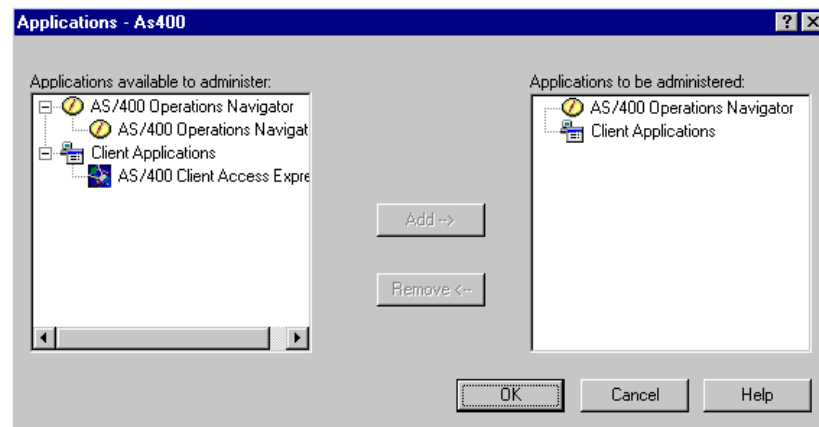 Applications - As400
Applications available to administer:
AS/400 Operations Navigator
AS/400 Operations Navigat
Client Applications
AS/400 Client Access Expre
Add -->
Remove <--
Applications to be administered:
AS/400 Operations Navigator
Client Applications
OK
Cancel
Help